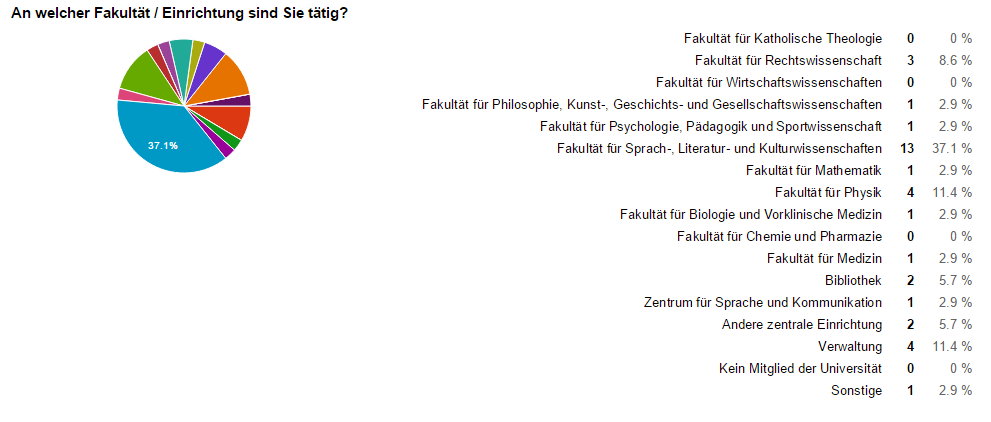 An welcher Fakultät / Einrichtung sind Sie tätig?
Fakultät für Katholische Theologie 0 0 %
Fakultät für Rechtswissenschaft 3 8.6 %
Fakultät für Wirtschaftswissenschaften 0 0 %
Fakultät für Philosophie, Kunst-, Geschichts- und Gesellschaftswissenschaften 1 2.9 %
Fakultät für Psychologie, Pädagogik und Sportwissenschaft 1 2.9 %
Fakultät für Sprach-, Literatur- und Kulturwissenschaften 13 37.1 %
Fakultät für Mathematik 1 2.9 %
Fakultät für Physik 4 11.4 %
Fakultät für Biologie und Vorklinische Medizin 1 2.9 %
Fakultät für Chemie und Pharmazie 0 0 %
Fakultät für Medizin 1 2.9 %
Bibliothek 2 5.7 %
Zentrum für Sprache und Kommunikation 1 2.9 %
Andere zentrale Einrichtung 2 5.7 %
Verwaltung 4 11.4 %
Kein Mitglied der Universität 0 0 %
Sonstige 1 2.9 %
37.1%